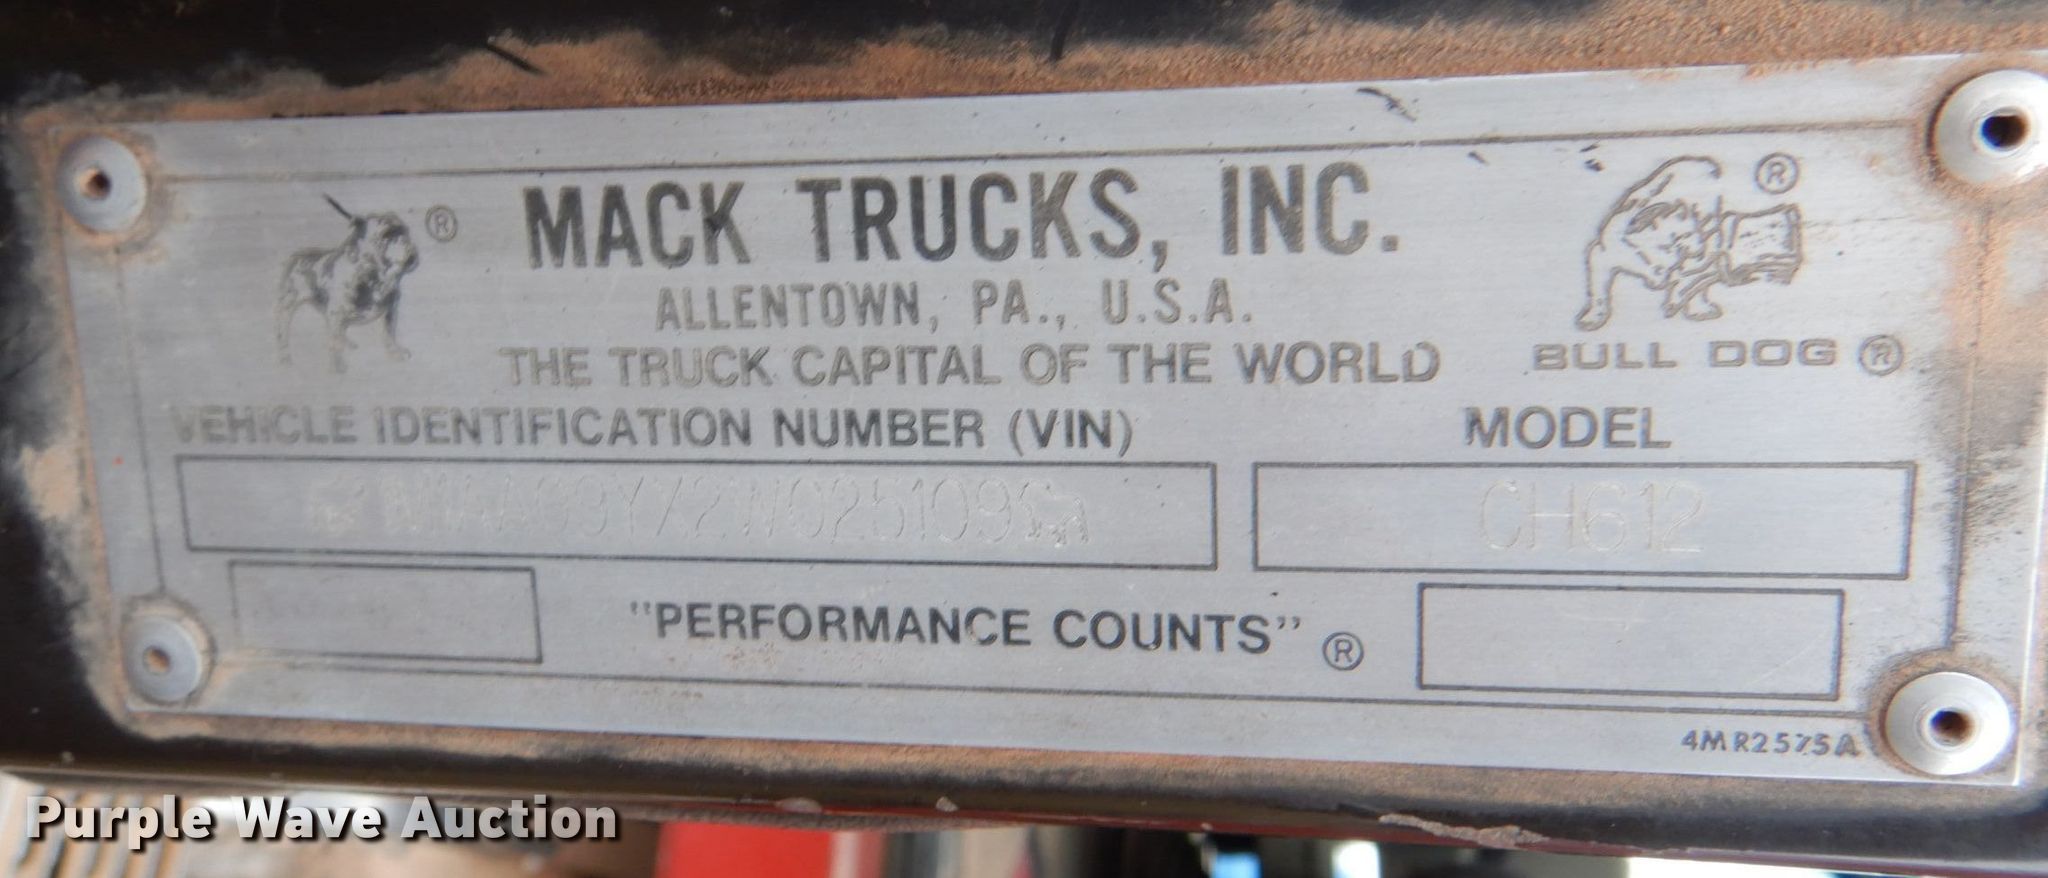 MACK TRUCKS, INC.
ALLENTOWN, PA., U.S.A.
THE TRUCK CAPITAL OF THE WORLD
® ®
BULL DOG ®
VEHICLE IDENTIFICATION NUMBER (VIN) MODEL
1M1AA09YX2W025109 CH612
"PERFORMANCE COUNTS" ®
4MR2575A
Purple Wave Auction